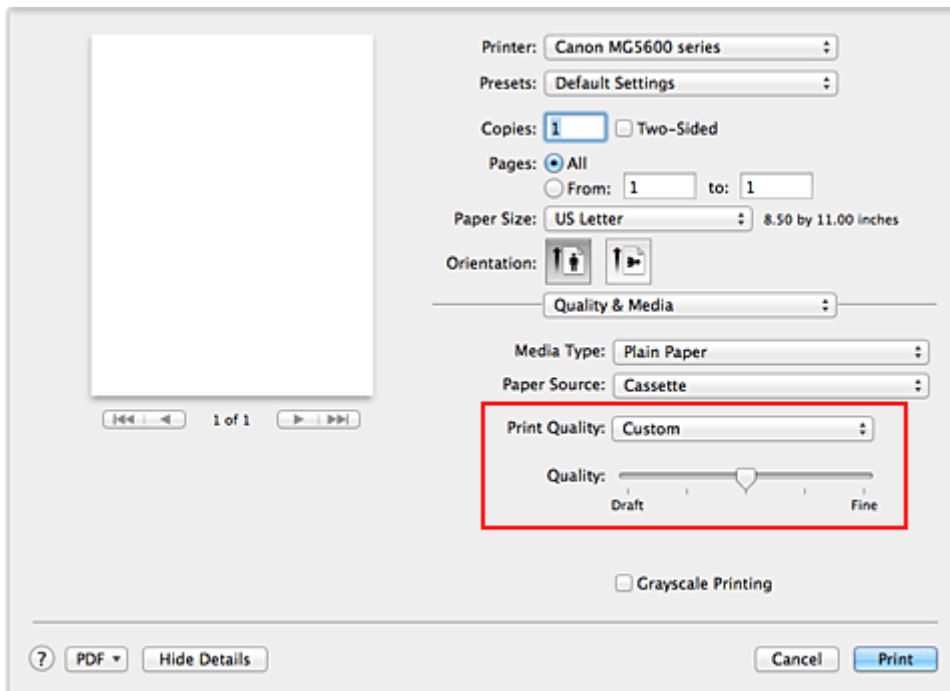 Printer: Canon MG5600 series
Presets: Default Settings
Copies: 1 Two-Sided
Pages: All
From: 1 to: 1
Paper Size: US Letter 8.50 by 11.00 inches
Orientation:
Quality & Media
Media Type: Plain Paper
Paper Source: Cassette
1 of 1
Print Quality: Custom
Quality:
Draft Fine
Grayscale Printing
? PDF Hide Details Cancel Print